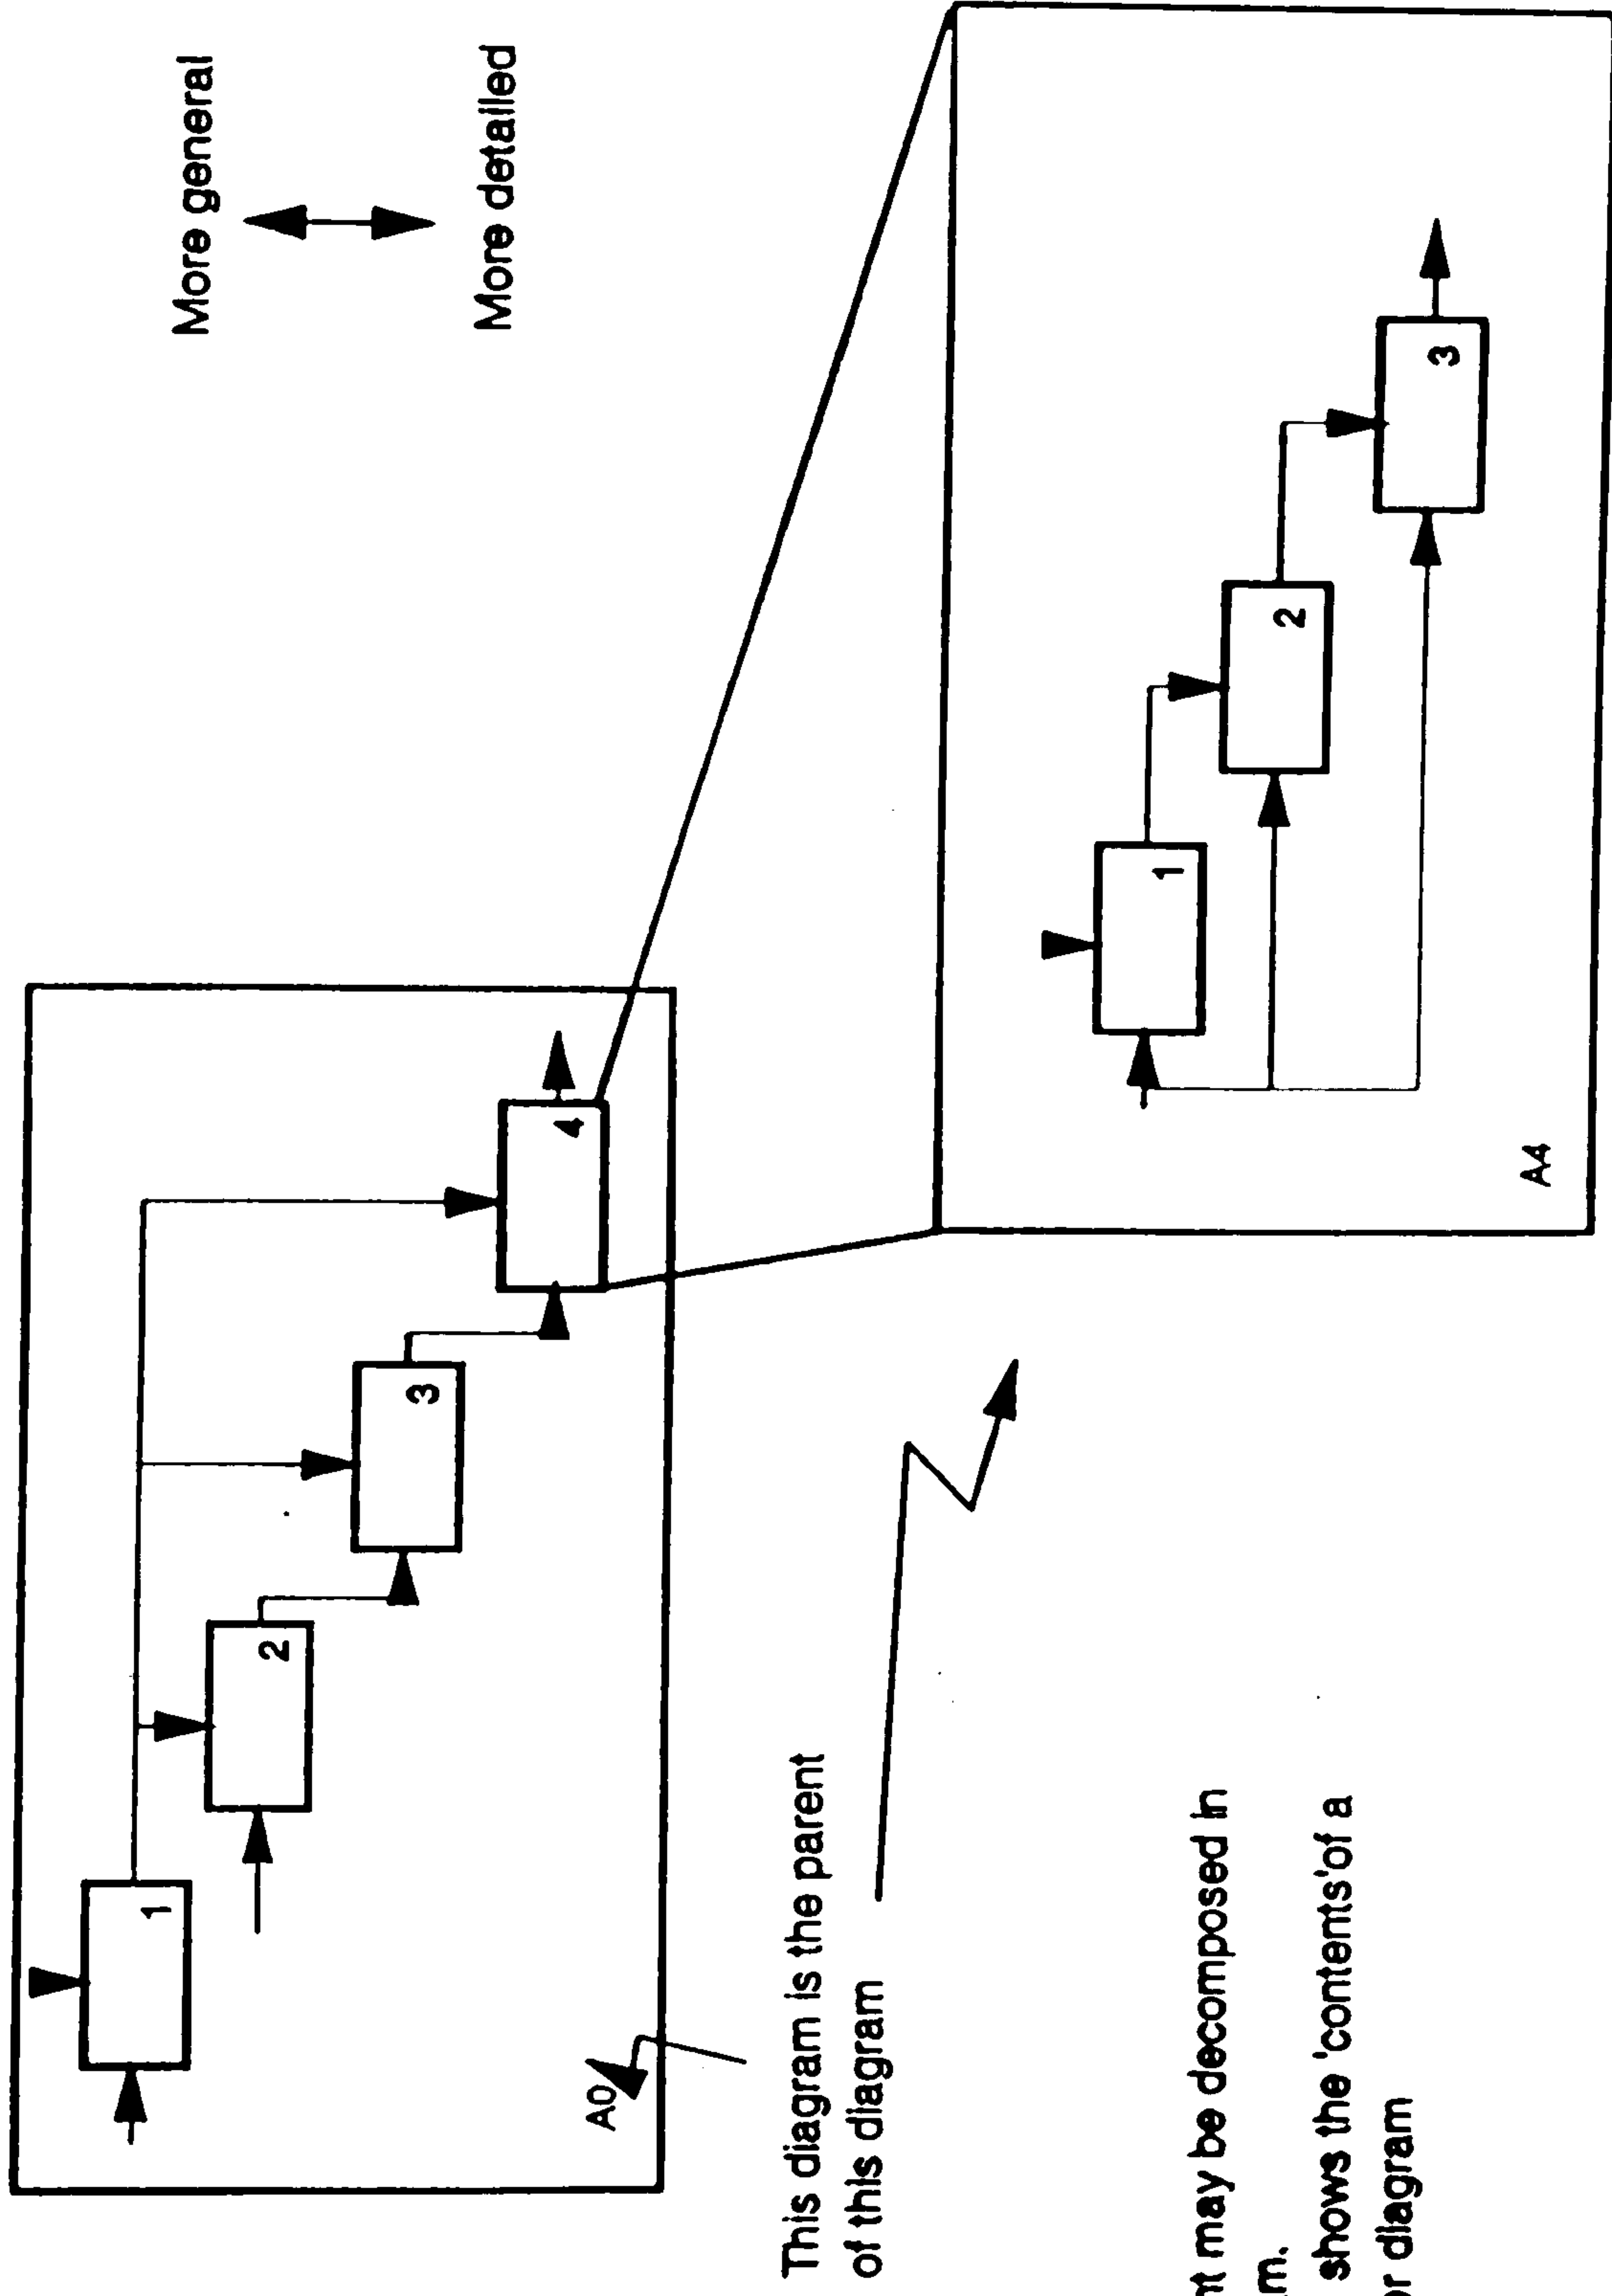 More general
More detailed
1
2
3
4
A0
This diagram is the parent
of this diagram
1
2
3
A4
may be decomposed in
shows the 'contents' of a
diagram